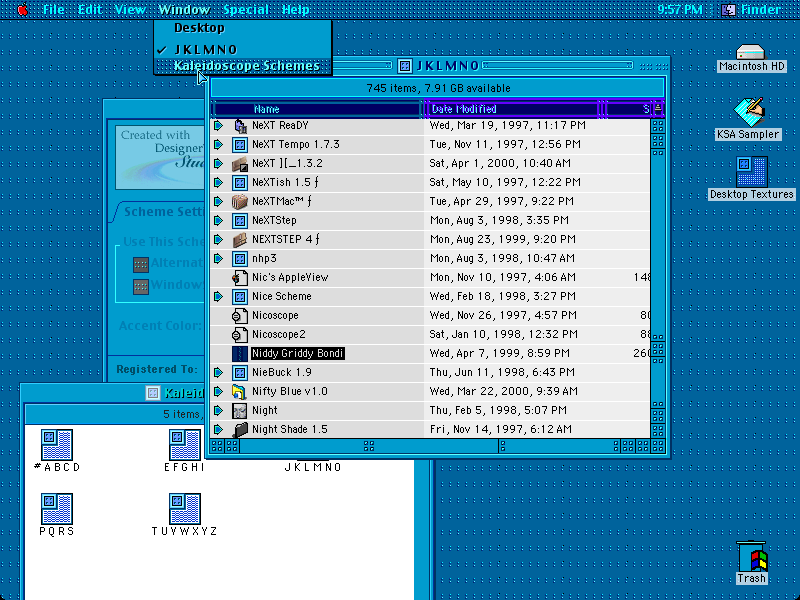 File Edit View Window Special Help 9:57 PM Finder
Desktop
✓ JKLMNO
Kaleidoscope Schemes
JKLMNO
745 items, 7.91 GB available
Name Date Modified S
NeXT ReaDY Wed, Mar 19, 1997, 11:17 PM
NeXT Tempo 1.7.3 Tue, Nov 11, 1997, 12:56 PM
NeXT ][_1.3.2 Sat, Apr 1, 2000, 10:40 AM
NeXTish 1.5 ƒ Sat, May 10, 1997, 12:22 PM
NeXTMac™ ƒ Tue, Apr 29, 1997, 9:22 PM
NeXTStep Mon, Aug 3, 1998, 3:35 PM
NEXTSTEP 4 ƒ Mon, Aug 23, 1999, 9:20 PM
nhp3 Mon, Aug 3, 1998, 10:47 AM
Nic's AppleView Mon, Nov 10, 1997, 4:06 AM 148
Nice Scheme Wed, Feb 18, 1998, 3:27 PM
Nicoscope Wed, Nov 26, 1997, 4:57 PM 80
Nicoscope2 Sat, Jan 10, 1998, 12:32 PM 88
Niddy Griddy Bondi Wed, Apr 7, 1999, 8:59 PM 260
NieBuck 1.9 Thu, Jun 11, 1998, 6:43 PM
Nifty Blue v1.0 Wed, Mar 22, 2000, 9:39 AM
Night Thu, Feb 5, 1998, 5:07 PM
Night Shade 1.5 Fri, Nov 14, 1997, 6:12 AM
Created with
Designer'
Stu
Scheme Setti
Use This Sche
Alternat
Window
Accent Color:
Registered To:
Kaleid
5 items,
#ABCD EFGHI JKLMNO
PQRS TUVWXYZ
Macintosh HD
KSA Sampler
Desktop Textures
Trash